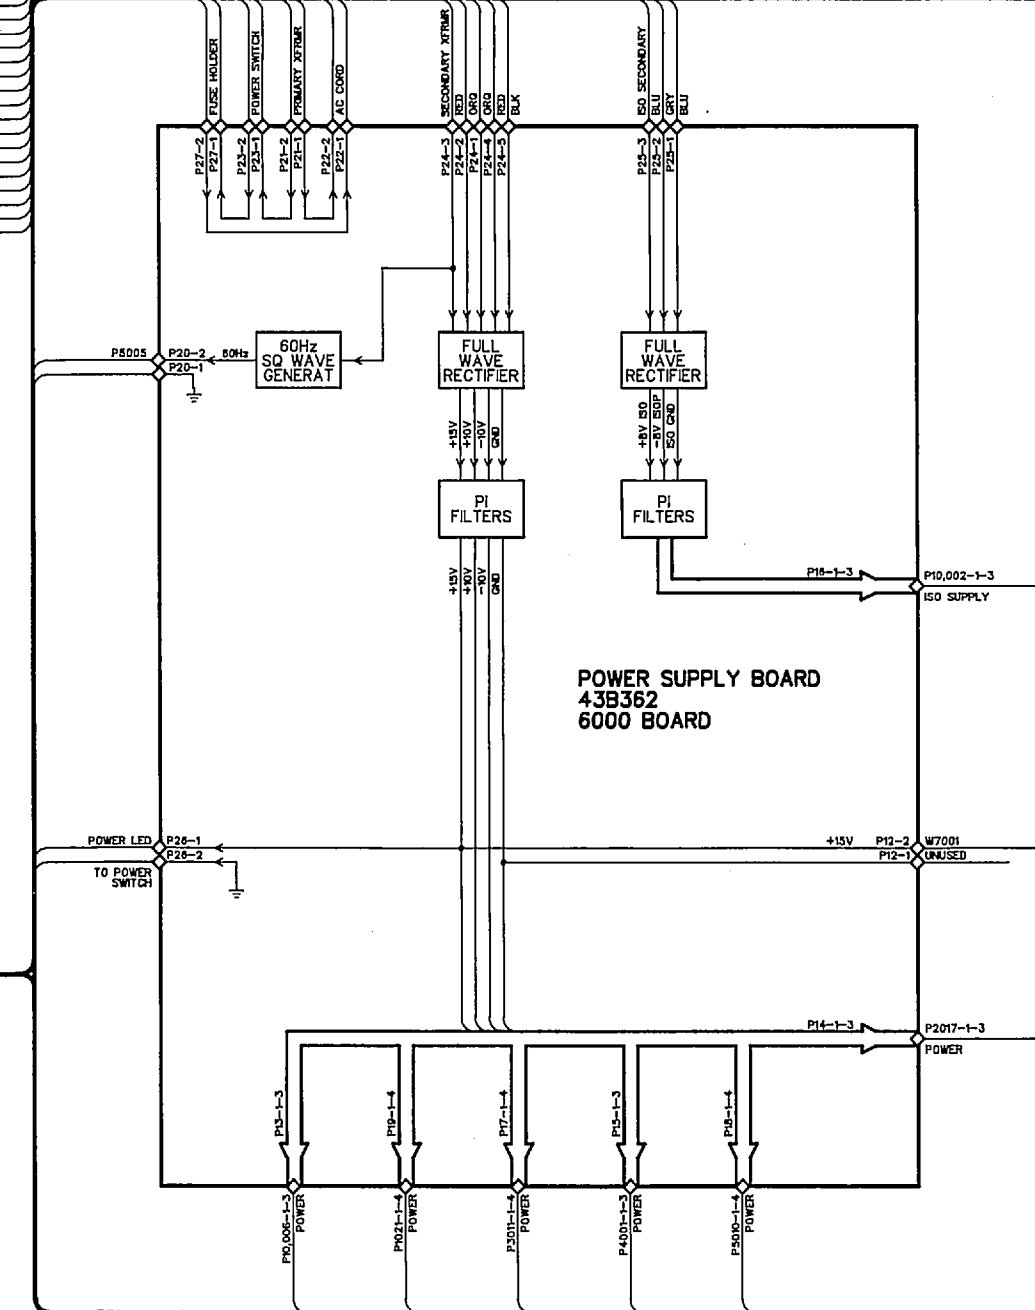 FUSE HOLDER
POWER SWITCH
PRIMARY XFRMR
AC CORD
SECONDARY XFRMR
RED
ORG
ORG
RED
BLK
ISO SECONDARY
BLU
GRY
BLU
P27-2
P27-1
P23-2
P23-1
P21-2
P21-1
P22-2
P22-1
P24-3
P24-2
P24-1
P24-4
P24-5
P25-3
P25-2
P25-1
P5005
P20-2
60Hz
P20-1
60Hz
SQ WAVE
GENERAT
FULL
WAVE
RECTIFIER
FULL
WAVE
RECTIFIER
+15V
+10V
-10V
GND
+8V ISO
-8V ISOP
ISO GND
PI
FILTERS
PI
FILTERS
+15V
+10V
-10V
GND
P16-1-3
P10,002-1-3
ISO SUPPLY
POWER SUPPLY BOARD
43B362
6000 BOARD
POWER LED
P26-1
P26-2
TO POWER
SWITCH
+15V
P12-2
W7001
P12-1
UNUSED
P14-1-3
P2017-1-3
POWER
P13-1-3
P19-1-4
P17-1-4
P15-1-3
P18-1-4
P10,006-1-3
POWER
P1021-1-4
POWER
P3011-1-4
POWER
P4001-1-3
POWER
P5010-1-4
POWER